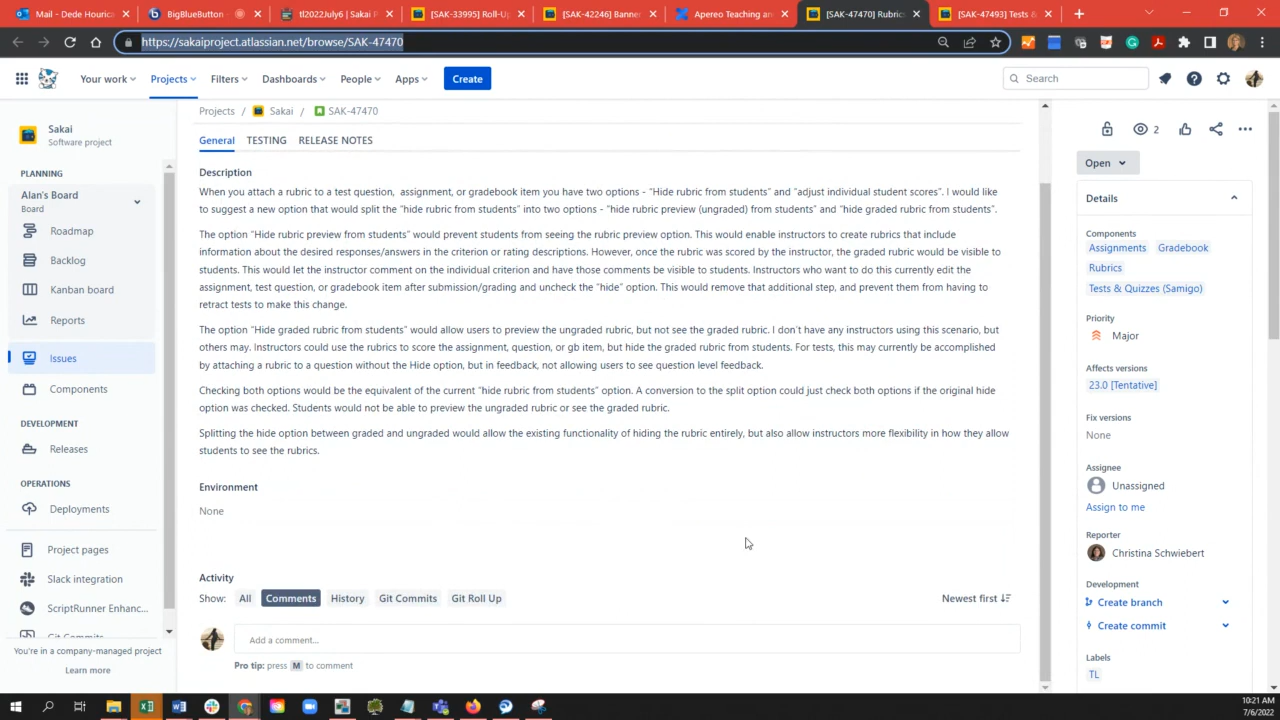 Mail - Dede Hourica
BigBlueButton
tl2022July6 | Sakai P
[SAK-33995] Roll-U
[SAK-42246] Banner
Apereo Teaching an
[SAK-47470] Rubric
[SAK-47493] Tests &
https://sakaiproject.atlassian.net/browse/SAK-47470
Your work
Projects
Filters
Dashboards
People
Apps
Create
Search
Projects / Sakai / SAK-47470
Sakai
Software project
PLANNING
Alan's Board
Board
Roadmap
Backlog
Kanban board
Reports
Issues
Components
DEVELOPMENT
Releases
OPERATIONS
Deployments
Project pages
Slack integration
ScriptRunner Enhanc...
Git Commits
You're in a company-managed project
Learn more
General TESTING RELEASE NOTES
Description
When you attach a rubric to a test question, assignment, or gradebook item you have two options - "Hide rubric from students" and "adjust individual student scores". I would like
to suggest a new option that would split the "hide rubric from students" into two options - "hide rubric preview (ungraded) from students" and "hide graded rubric from students".
The option "Hide rubric preview from students" would prevent students from seeing the rubric preview option. This would enable instructors to create rubrics that include
information about the desired responses/answers in the criterion or rating descriptions. However, once the rubric was scored by the instructor, the graded rubric would be visible to
students. This would let the instructor comment on the individual criterion and have those comments be visible to students. Instructors who want to do this currently edit the
assignment, test question, or gradebook item after submission/grading and uncheck the "hide" option. This would remove that additional step, and prevent them from having to
retract tests to make this change.
The option "Hide graded rubric from students" would allow users to preview the ungraded rubric, but not see the graded rubric. I don't have any instructors using this scenario, but
others may. Instructors could use the rubrics to score the assignment, question, or gb item, but hide the graded rubric from students. For tests, this may currently be accomplished
by attaching a rubric to a question without the Hide option, but in feedback, not allowing users to see question level feedback.
Checking both options would be the equivalent of the current "hide rubric from students" option. A conversion to the split option could just check both options if the original hide
option was checked. Students would not be able to preview the ungraded rubric or see the graded rubric.
Splitting the hide option between graded and ungraded would allow the existing functionality of hiding the rubric entirely, but also allow instructors more flexibility in how they allow
students to see the rubrics.
Environment
None
Activity
Show: All Comments History Git Commits Git Roll Up
Newest first
Add a comment...
Pro tip: press M to comment
2
Open
Details
Components
Assignments Gradebook
Rubrics
Tests & Quizzes (Samigo)
Priority
Major
Affects versions
23.0 [Tentative]
Fix versions
None
Assignee
Unassigned
Assign to me
Reporter
Christina Schwiebert
Development
Create branch
Create commit
Labels
TL
10:21 AM
7/6/2022